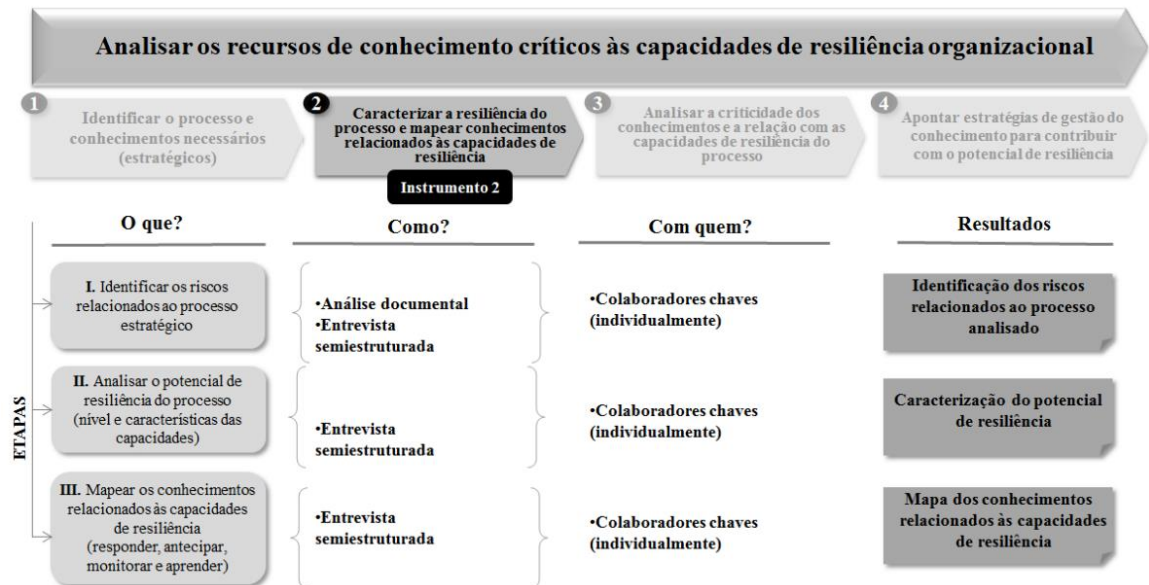 Analisar os recursos de conhecimento críticos às capacidades de resiliência organizacional
1
Identificar o processo e
conhecimentos necessários
(estratégicos)
2
Caracterizar a resiliência do
processo e mapear conhecimentos
relacionados às capacidades de
resiliência
Instrumento 2
3
Analisar a criticidade dos
conhecimentos e a relação com as
capacidades de resiliência do
processo
4
Apontar estratégias de gestão do
conhecimento para contribuir
com o potencial de resiliência
O que?
Como?
Com quem?
Resultados
ETAPAS
I. Identificar os riscos
relacionados ao processo
estratégico
•Análise documental
•Entrevista
semiestruturada
•Colaboradores chaves
(individualmente)
Identificação dos riscos
relacionados ao processo
analisado
II. Analisar o potencial de
resiliência do processo
(nível e características das
capacidades)
•Entrevista
semiestruturada
•Colaboradores chaves
(individualmente)
Caracterização do potencial
de resiliência
III. Mapear os conhecimentos
relacionados às capacidades
de resiliência
(responder, antecipar,
monitorar e aprender)
•Entrevista
semiestruturada
•Colaboradores chaves
(individualmente)
Mapa dos conhecimentos
relacionados às capacidades
de resiliência